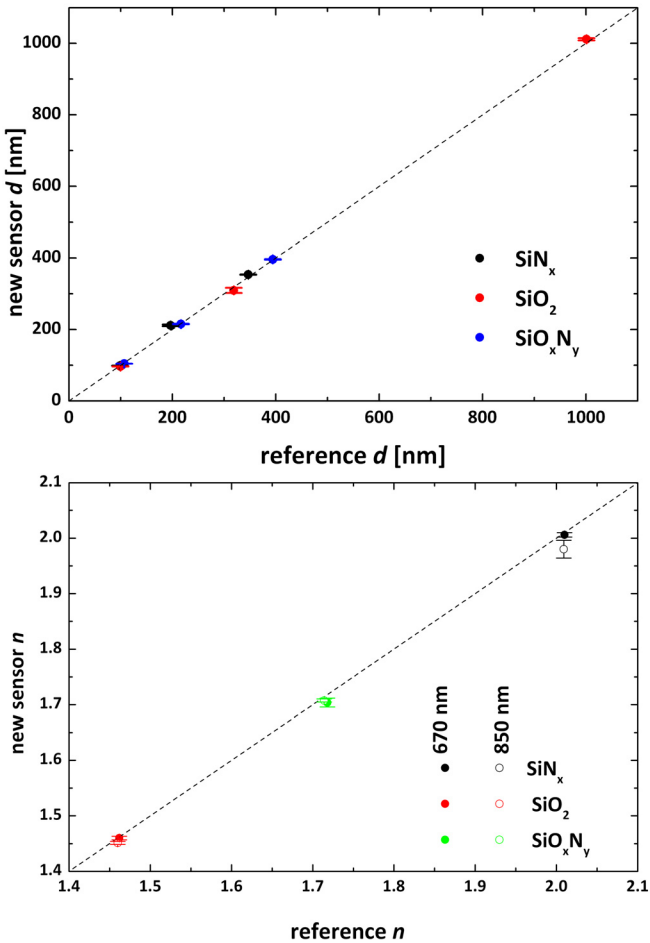 1000
800
600
400
200
0
new sensor d [nm]
SiNx
SiO2
SiOxNy
0 200 400 600 800 1000
reference d [nm]
2.1
2.0
1.9
1.8
1.7
1.6
1.5
1.4
new sensor n
670 nm 850 nm
SiNx
SiO2
SiOxNy
1.4 1.5 1.6 1.7 1.8 1.9 2.0 2.1
reference n